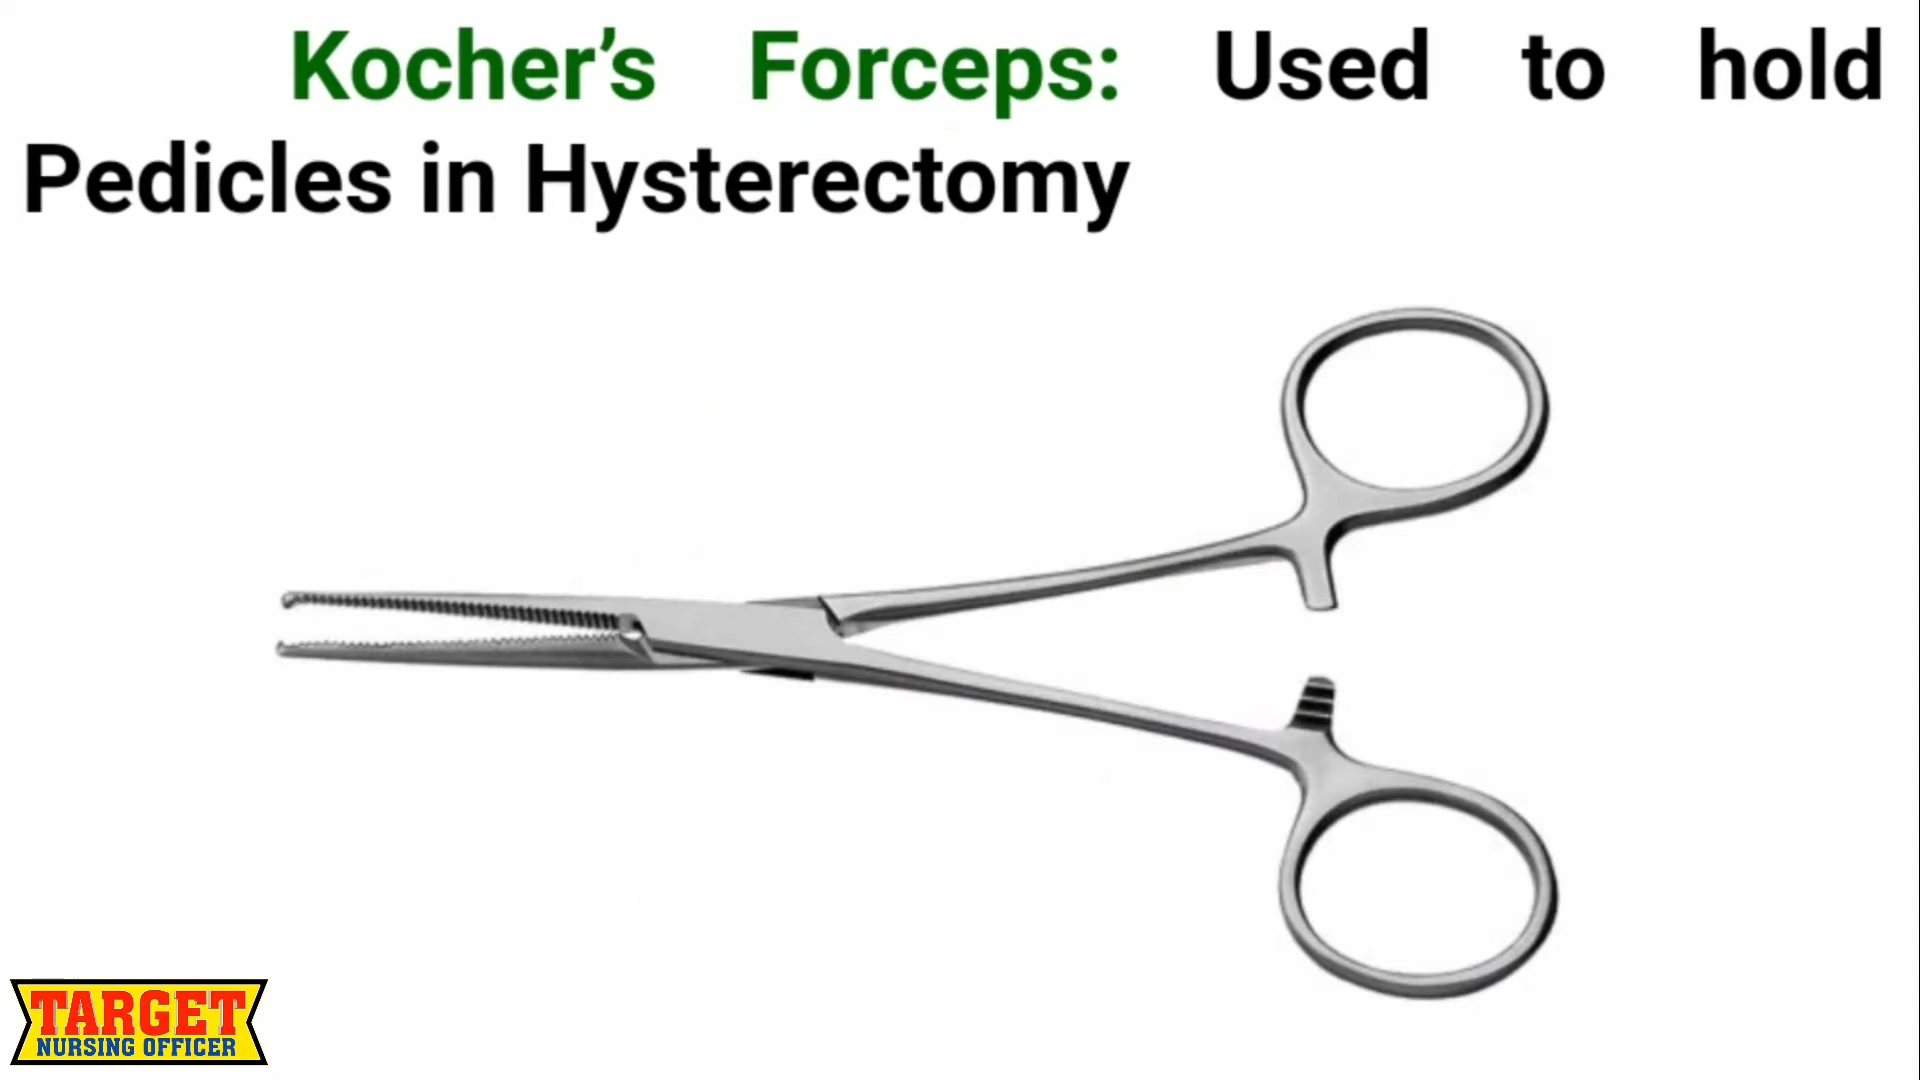 Kocher’s Forceps: Used to hold
Pedicles in Hysterectomy
TARGET
NURSING OFFICER